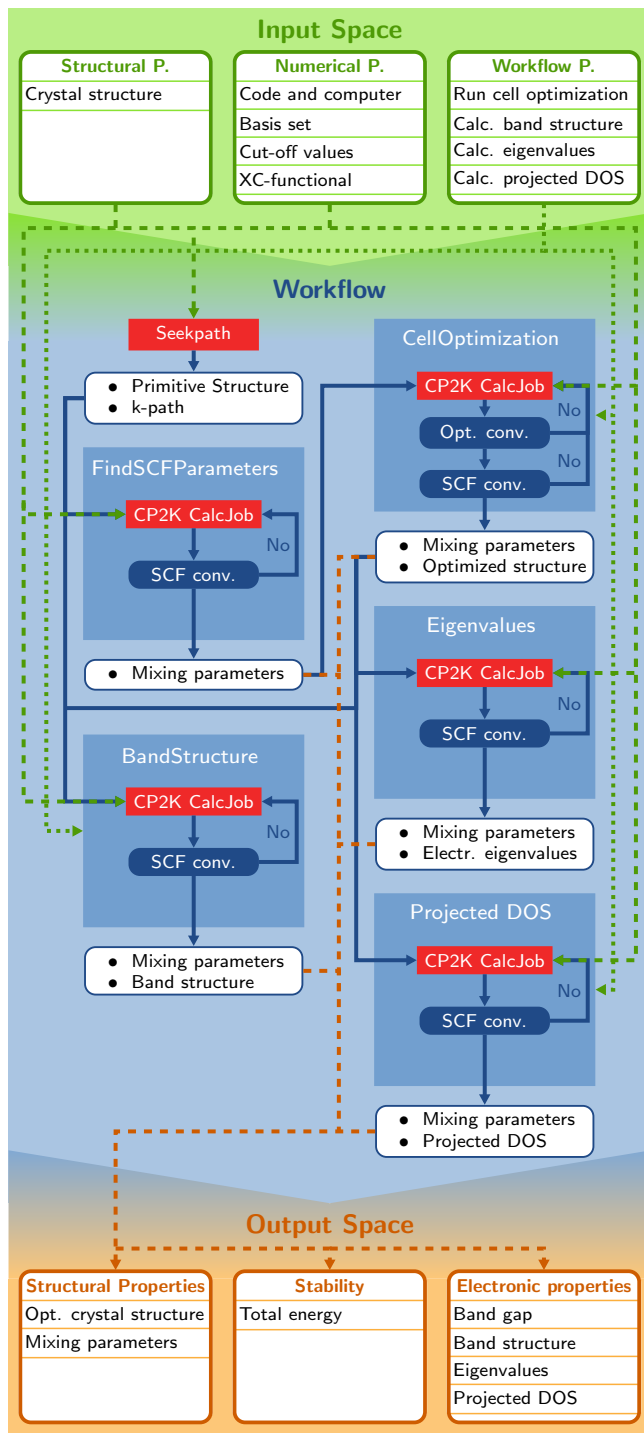 Input Space
Structural P.
Crystal structure
Numerical P.
Code and computer
Basis set
Cut-off values
XC-functional
Workflow P.
Run cell optimization
Calc. band structure
Calc. eigenvalues
Calc. projected DOS
Workflow
Seekpath
● Primitive Structure
● k-path
FindSCFParameters
CP2K CalcJob
No
SCF conv.
● Mixing parameters
BandStructure
CP2K CalcJob
No
SCF conv.
● Mixing parameters
● Band structure
CellOptimization
CP2K CalcJob
No
Opt. conv.
No
SCF conv.
● Mixing parameters
● Optimized structure
Eigenvalues
CP2K CalcJob
No
SCF conv.
● Mixing parameters
● Electr. eigenvalues
Projected DOS
CP2K CalcJob
No
SCF conv.
● Mixing parameters
● Projected DOS
Output Space
Structural Properties
Opt. crystal structure
Mixing parameters
Stability
Total energy
Electronic properties
Band gap
Band structure
Eigenvalues
Projected DOS